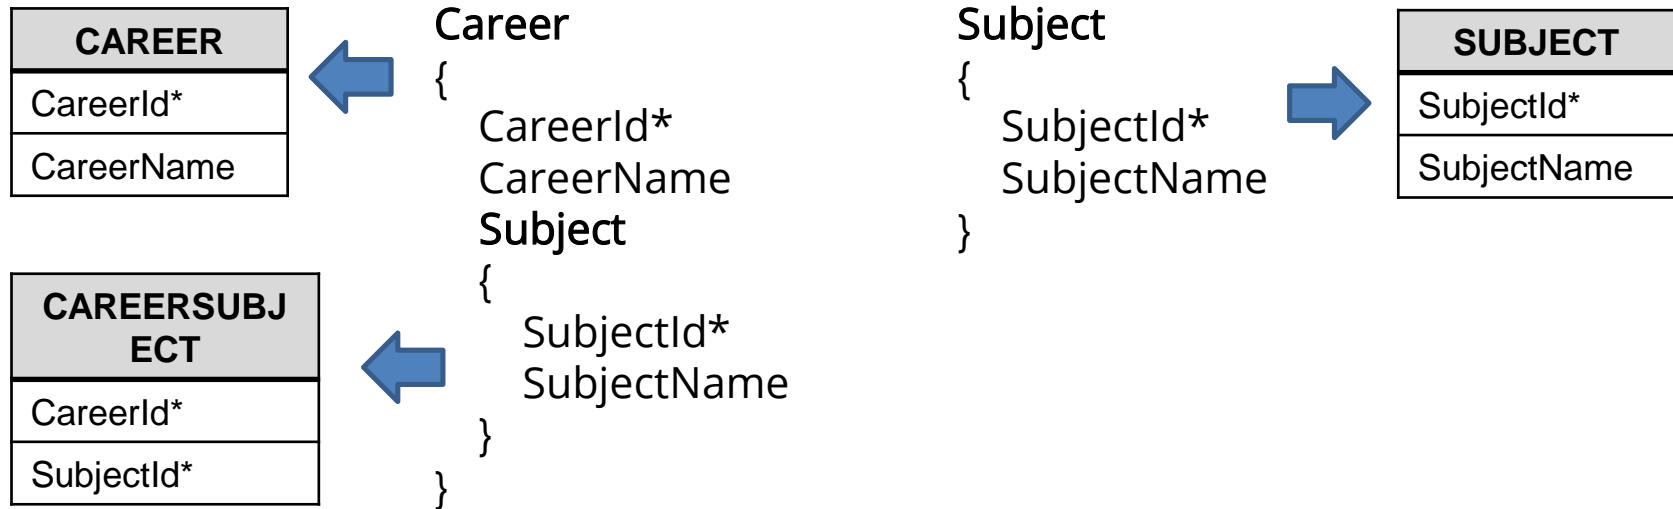 CAREER
CareerId*
CareerName
CAREERSUBJ
ECT
CareerId*
SubjectId*
Career
{
CareerId*
CareerName
Subject
{
SubjectId*
SubjectName
}
}
Subject
{
SubjectId*
SubjectName
}
SUBJECT
SubjectId*
SubjectName